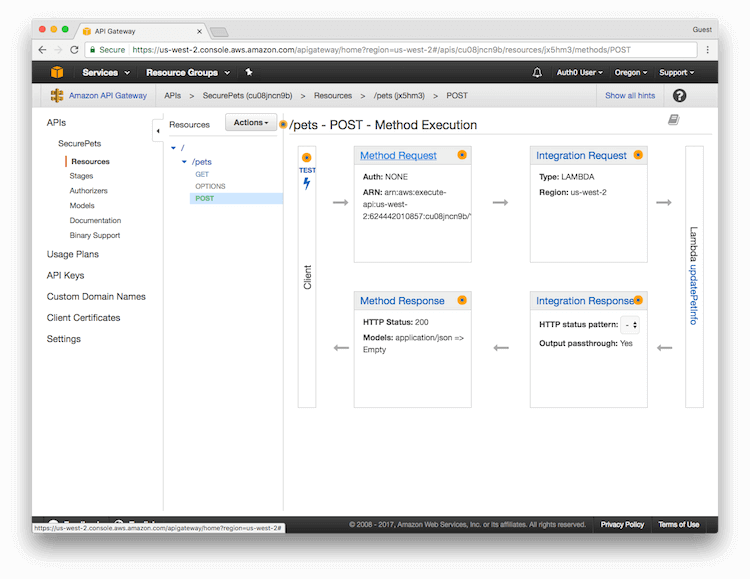 API Gateway
Guest
Secure https://us-west-2.console.aws.amazon.com/apigateway/home?region=us-west-2#/apis/cu08jncn9b/resources/jx5hm3/methods/POST
Services Resource Groups Auth0 User Oregon Support
Amazon API Gateway APIs > SecurePets (cu08jncn9b) > Resources > /pets (jx5hm3) > POST Show all hints ?
APIs
SecurePets
Resources
Stages
Authorizers
Models
Documentation
Binary Support
Usage Plans
API Keys
Custom Domain Names
Client Certificates
Settings
Resources Actions
/
/pets
GET
OPTIONS
POST
/pets - POST - Method Execution
TEST
Client
Method Request
Auth: NONE
ARN: arn:aws:execute-
api:us-west-
2:624442010857:cu08jncn9b/
Integration Request
Type: LAMBDA
Region: us-west-2
Lambda updatePetInfo
Method Response
HTTP Status: 200
Models: application/json =>
Empty
Integration Response
HTTP status pattern: -
Output passthrough: Yes
https://us-west-2.console.aws.amazon.com/apigateway/home?region=us-west-2#
© 2008 - 2017, Amazon Web Services, Inc. or its affiliates. All rights reserved. Privacy Policy Terms of Use